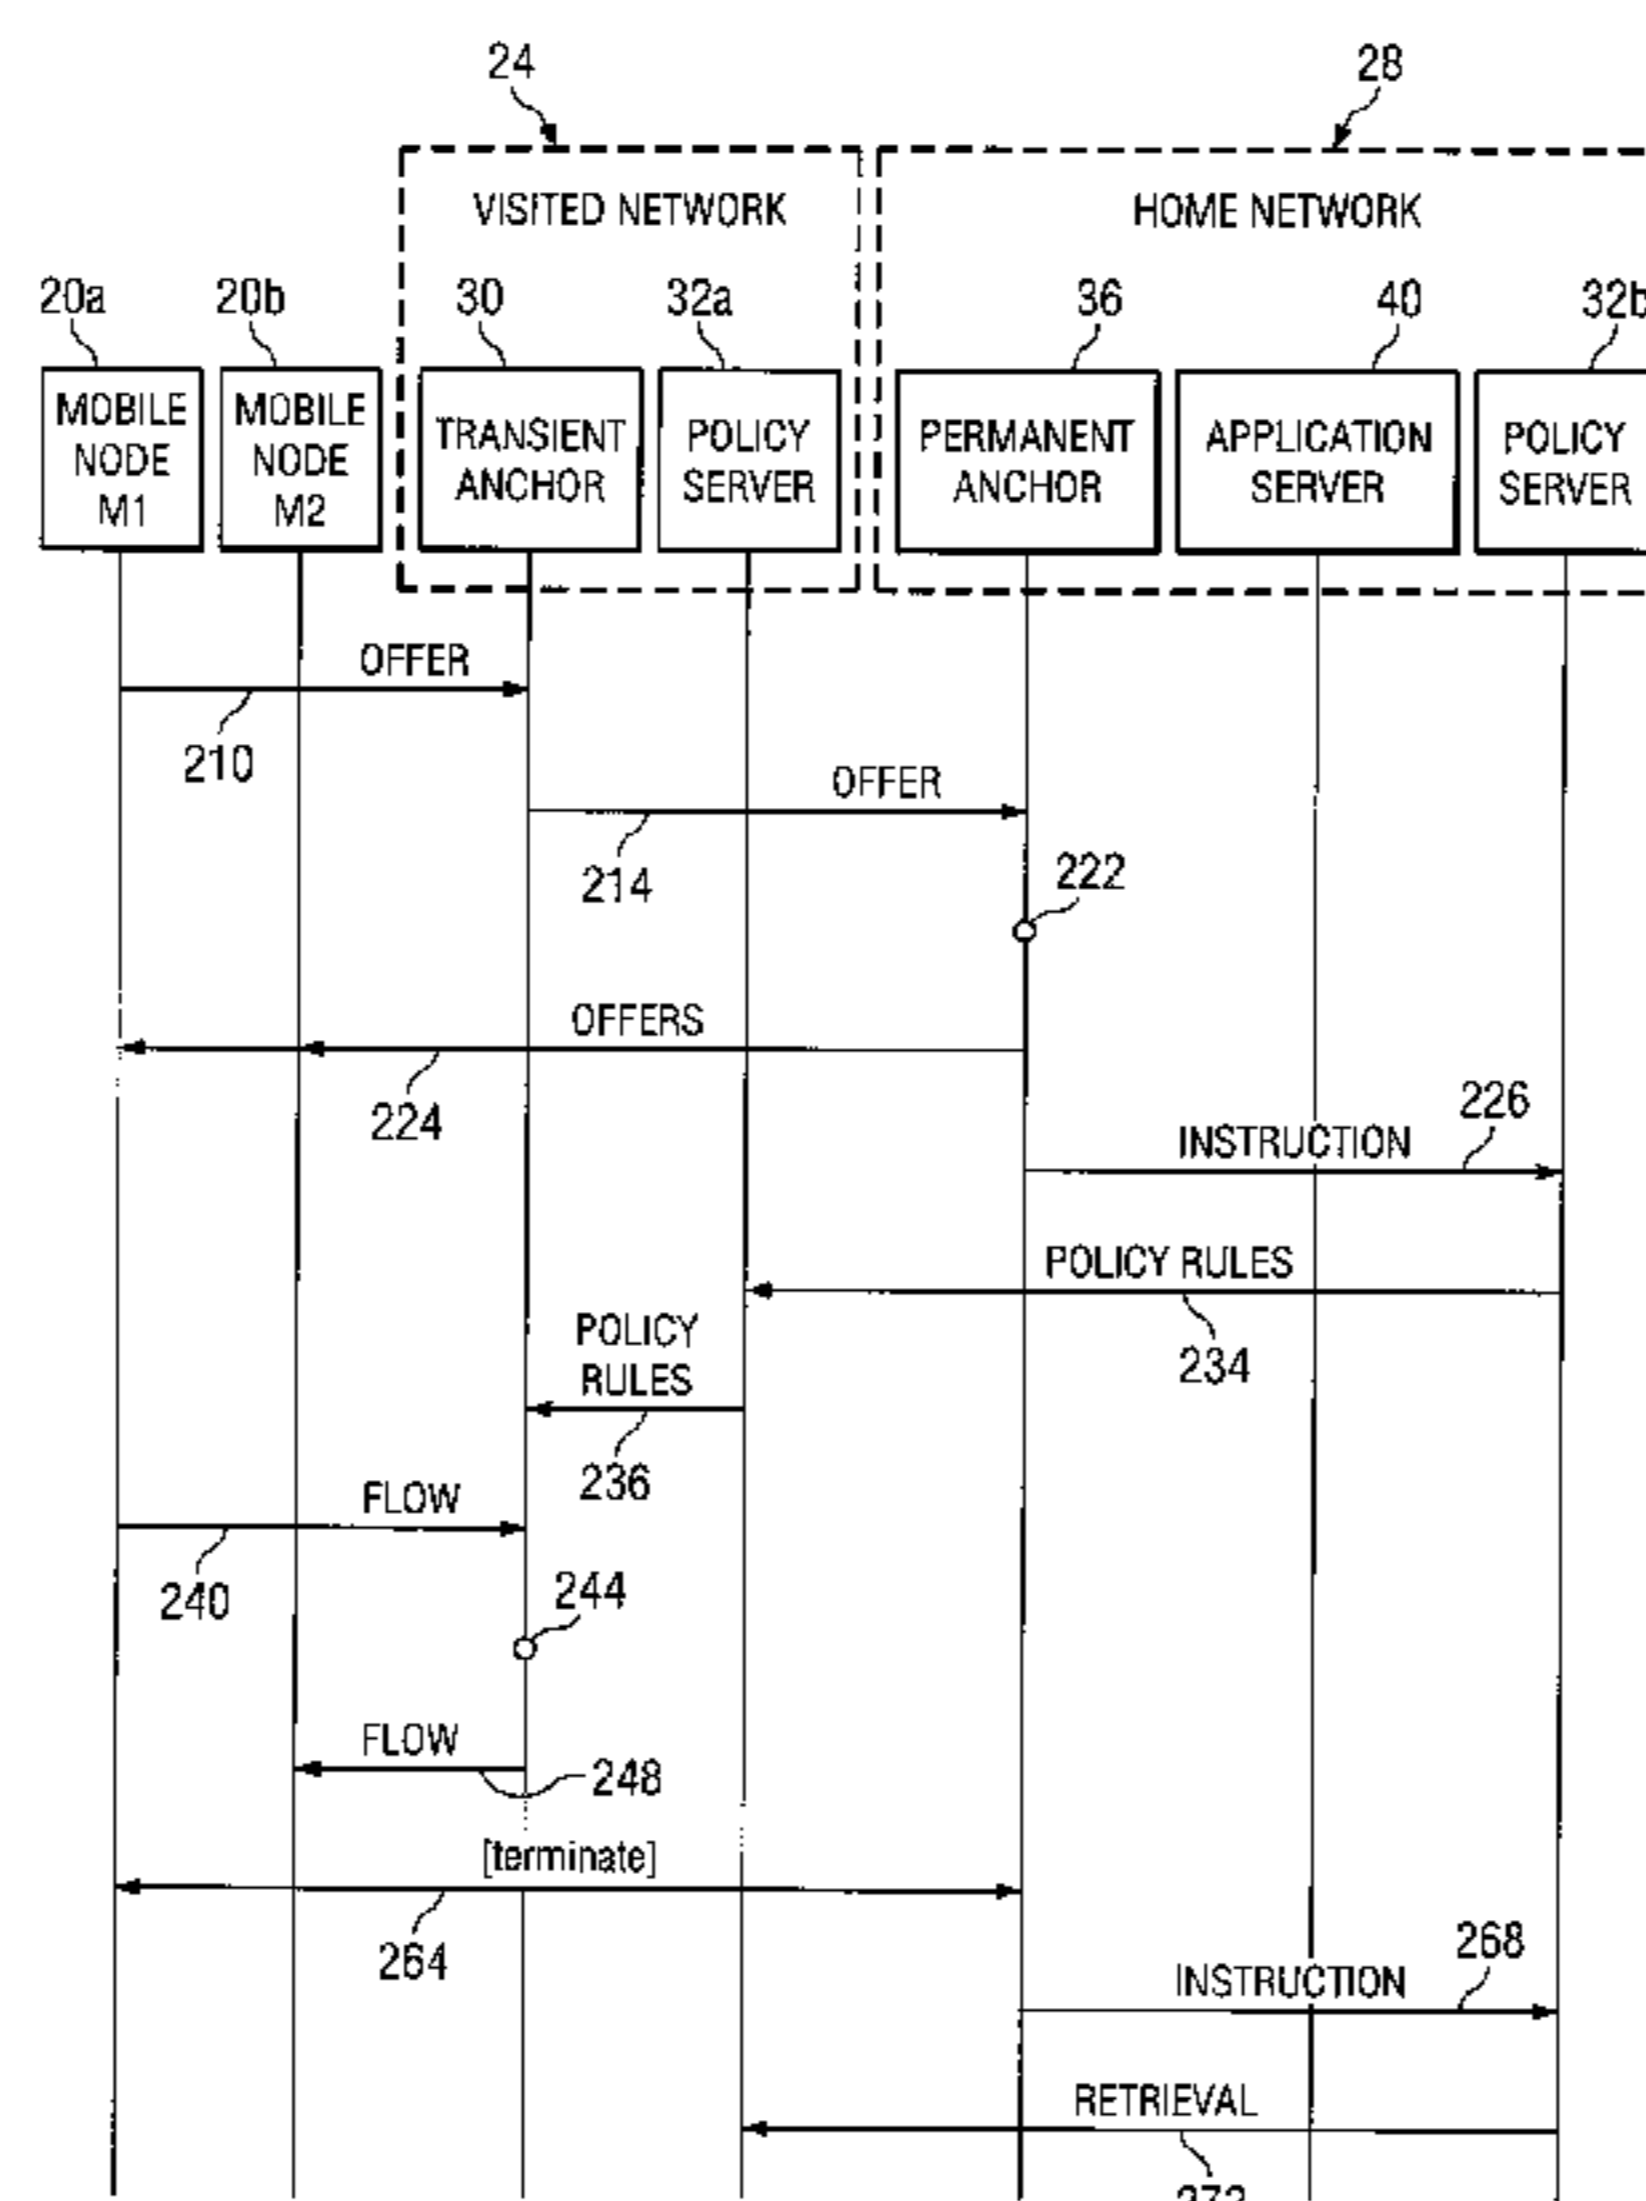 24
28
VISITED NETWORK
HOME NETWORK
20a
20b
30
32a
36
40
32b
MOBILE
NODE
M1
MOBILE
NODE
M2
TRANSIENT
ANCHOR
POLICY
SERVER
PERMANENT
ANCHOR
APPLICATION
SERVER
POLICY
SERVER
OFFER
210
OFFER
214
222
OFFERS
224
226
INSTRUCTION
POLICY RULES
234
POLICY
RULES
236
FLOW
240
244
FLOW
248
[terminate]
264
268
INSTRUCTION
RETRIEVAL